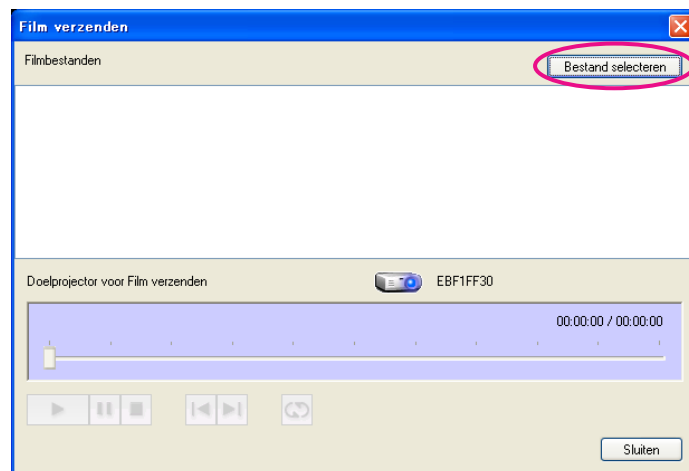 Film verzenden
Filmbestanden
Bestand selecteren
Doelprojector voor Film verzenden
EBF1FF30
00:00:00 / 00:00:00
Sluiten